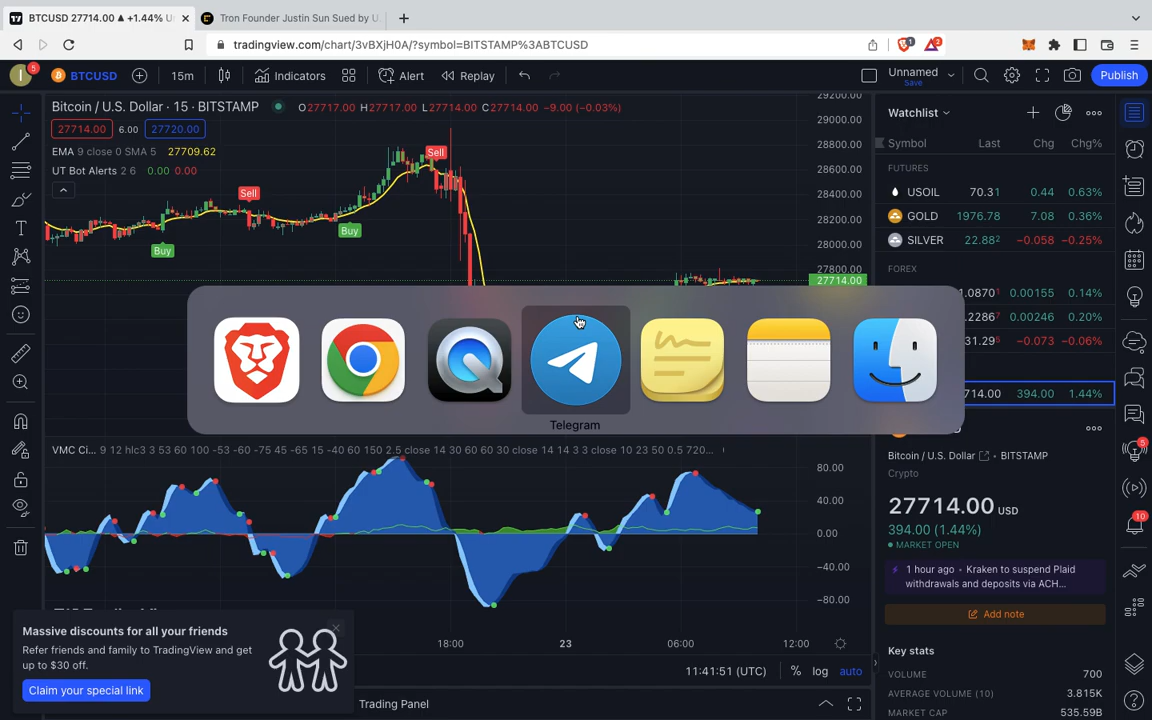 BTCUSD 27714.00 ▲ +1.44% U
Tron Founder Justin Sun Sued by U.
tradingview.com/chart/3vBXjH0A/?symbol=BITSTAMP%3ABTCUSD
1
3
I
5
BTCUSD
15m
Indicators
Alert
Replay
Unnamed
Save
Publish
Bitcoin / U.S. Dollar · 15 · BITSTAMP
O27717.00 H27717.00 L27714.00 C27714.00 −9.00 (−0.03%)
27714.00
6.00
27720.00
EMA 9 close 0 SMA 5 27709.62
UT Bot Alerts 2 6 0.00 0.00
Sell
Sell
Buy
Buy
29200.00
29000.00
28800.00
28600.00
28400.00
28200.00
28000.00
27800.00
27714.00
Watchlist
Symbol Last Chg Chg%
FUTURES
USOIL 70.31 0.44 0.63%
GOLD 1976.78 7.08 0.36%
SILVER 22.88² −0.058 −0.25%
FOREX
.0870¹ 0.00155 0.14%
.2286⁷ 0.00246 0.20%
31.29⁵ −0.073 −0.06%
714.00 394.00 1.44%
Telegram
VMC Ci... 9 12 hlc3 3 53 60 100 -53 -60 -75 45 -65 16 -40 60 150 2.5 close 14 30 60 60 30 close 14 14 3 3 close 10 23 50 0.5 720...
80.00
40.00
0.00
−40.00
−80.00
Bitcoin / U.S. Dollar • BITSTAMP
Crypto
27714.00 USD
394.00 (1.44%)
MARKET OPEN
1 hour ago • Kraken to suspend Plaid
withdrawals and deposits via ACH...
Add note
Key stats
VOLUME 700
AVERAGE VOLUME (10) 3.815K
MARKET CAP 535.59B
5
10
Massive discounts for all your friends
Refer friends and family to TradingView and get
up to $30 off.
Claim your special link
18:00
23
06:00
12:00
11:41:51 (UTC)
%
log
auto
Trading Panel